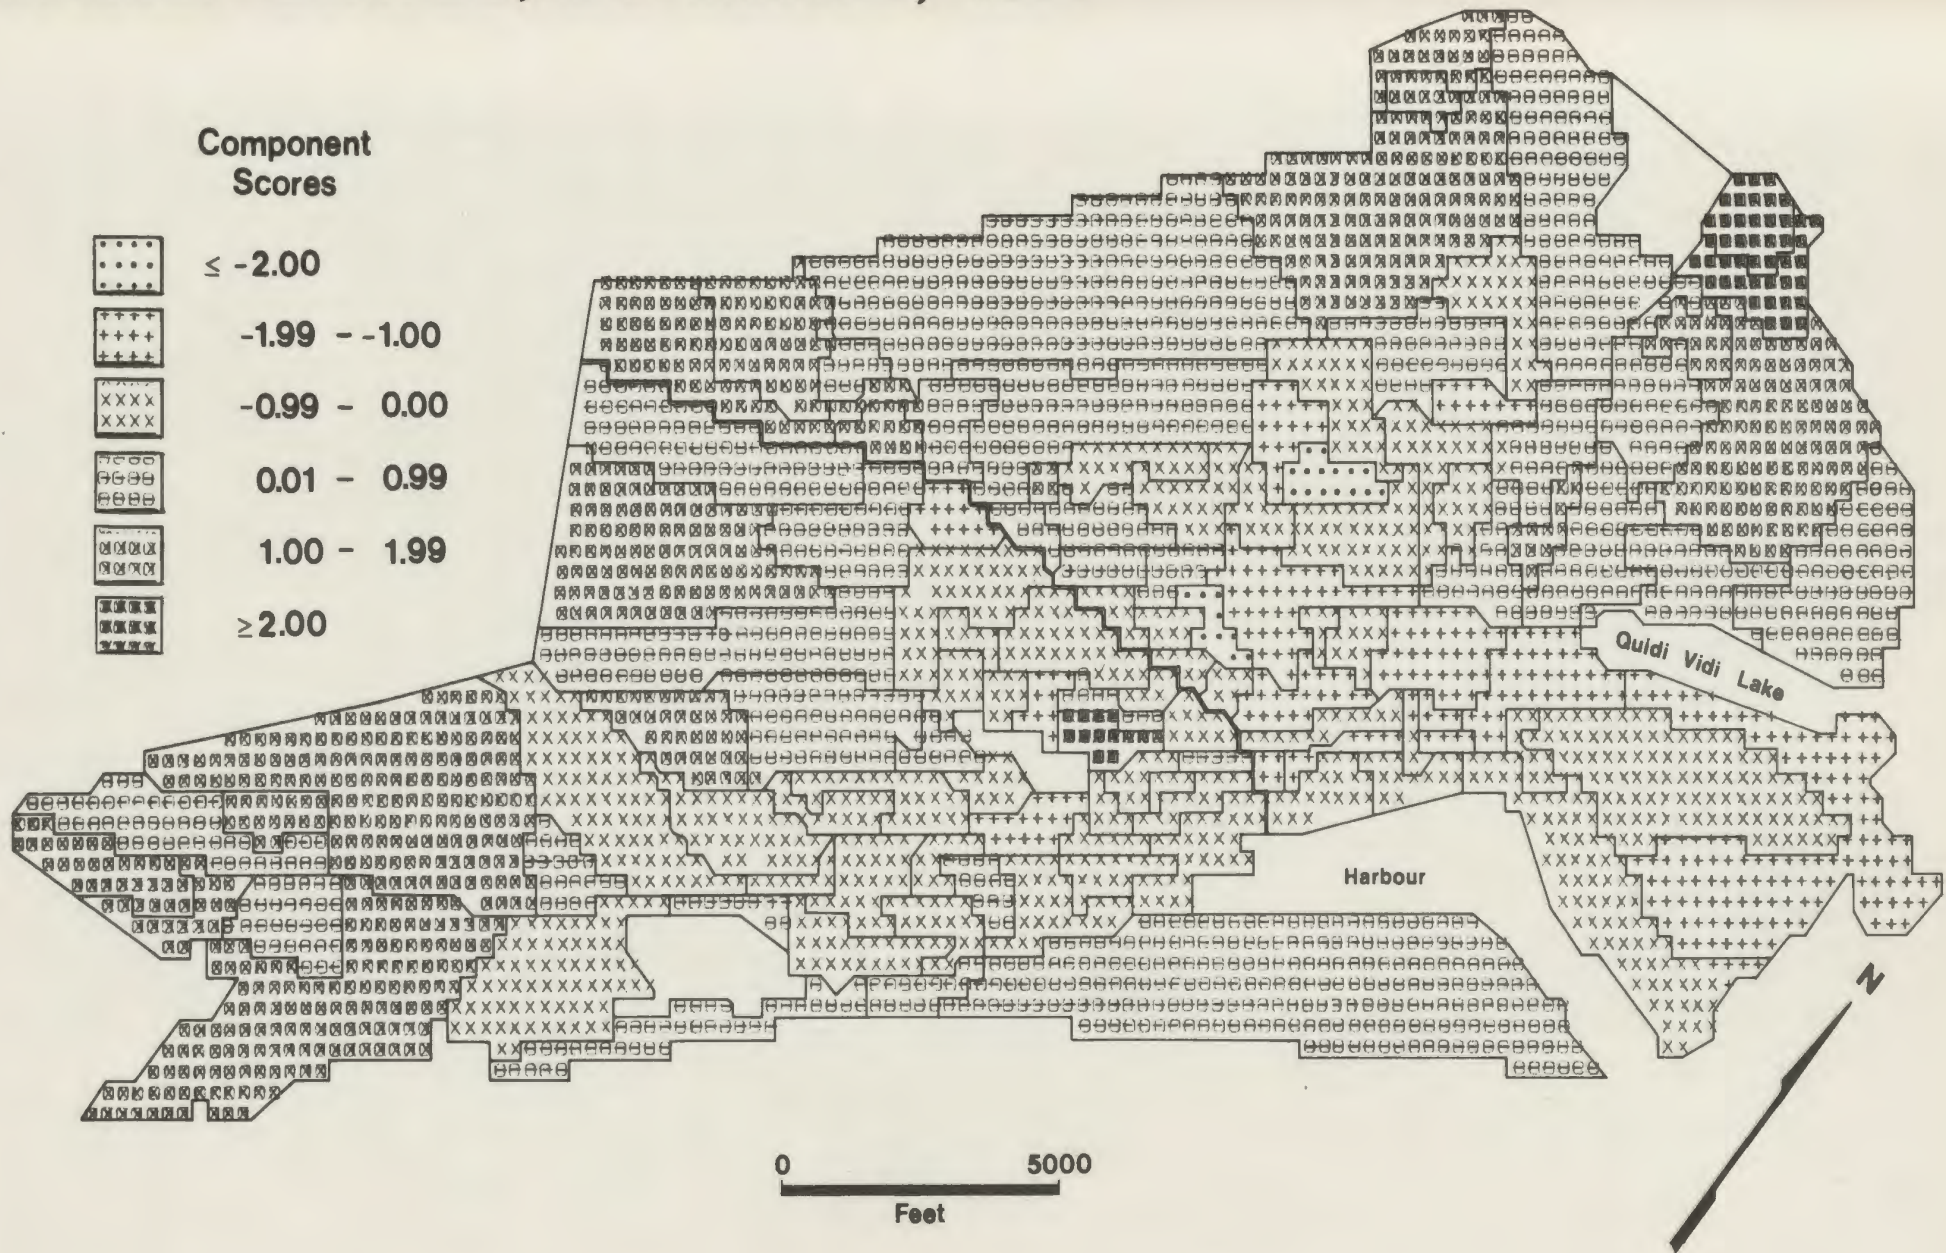 Component
Scores
≤ -2.00
-1.99 - -1.00
-0.99 - 0.00
0.01 - 0.99
1.00 - 1.99
≥ 2.00
Quidi Vidi Lake
Harbour
N
0 5000
Feet